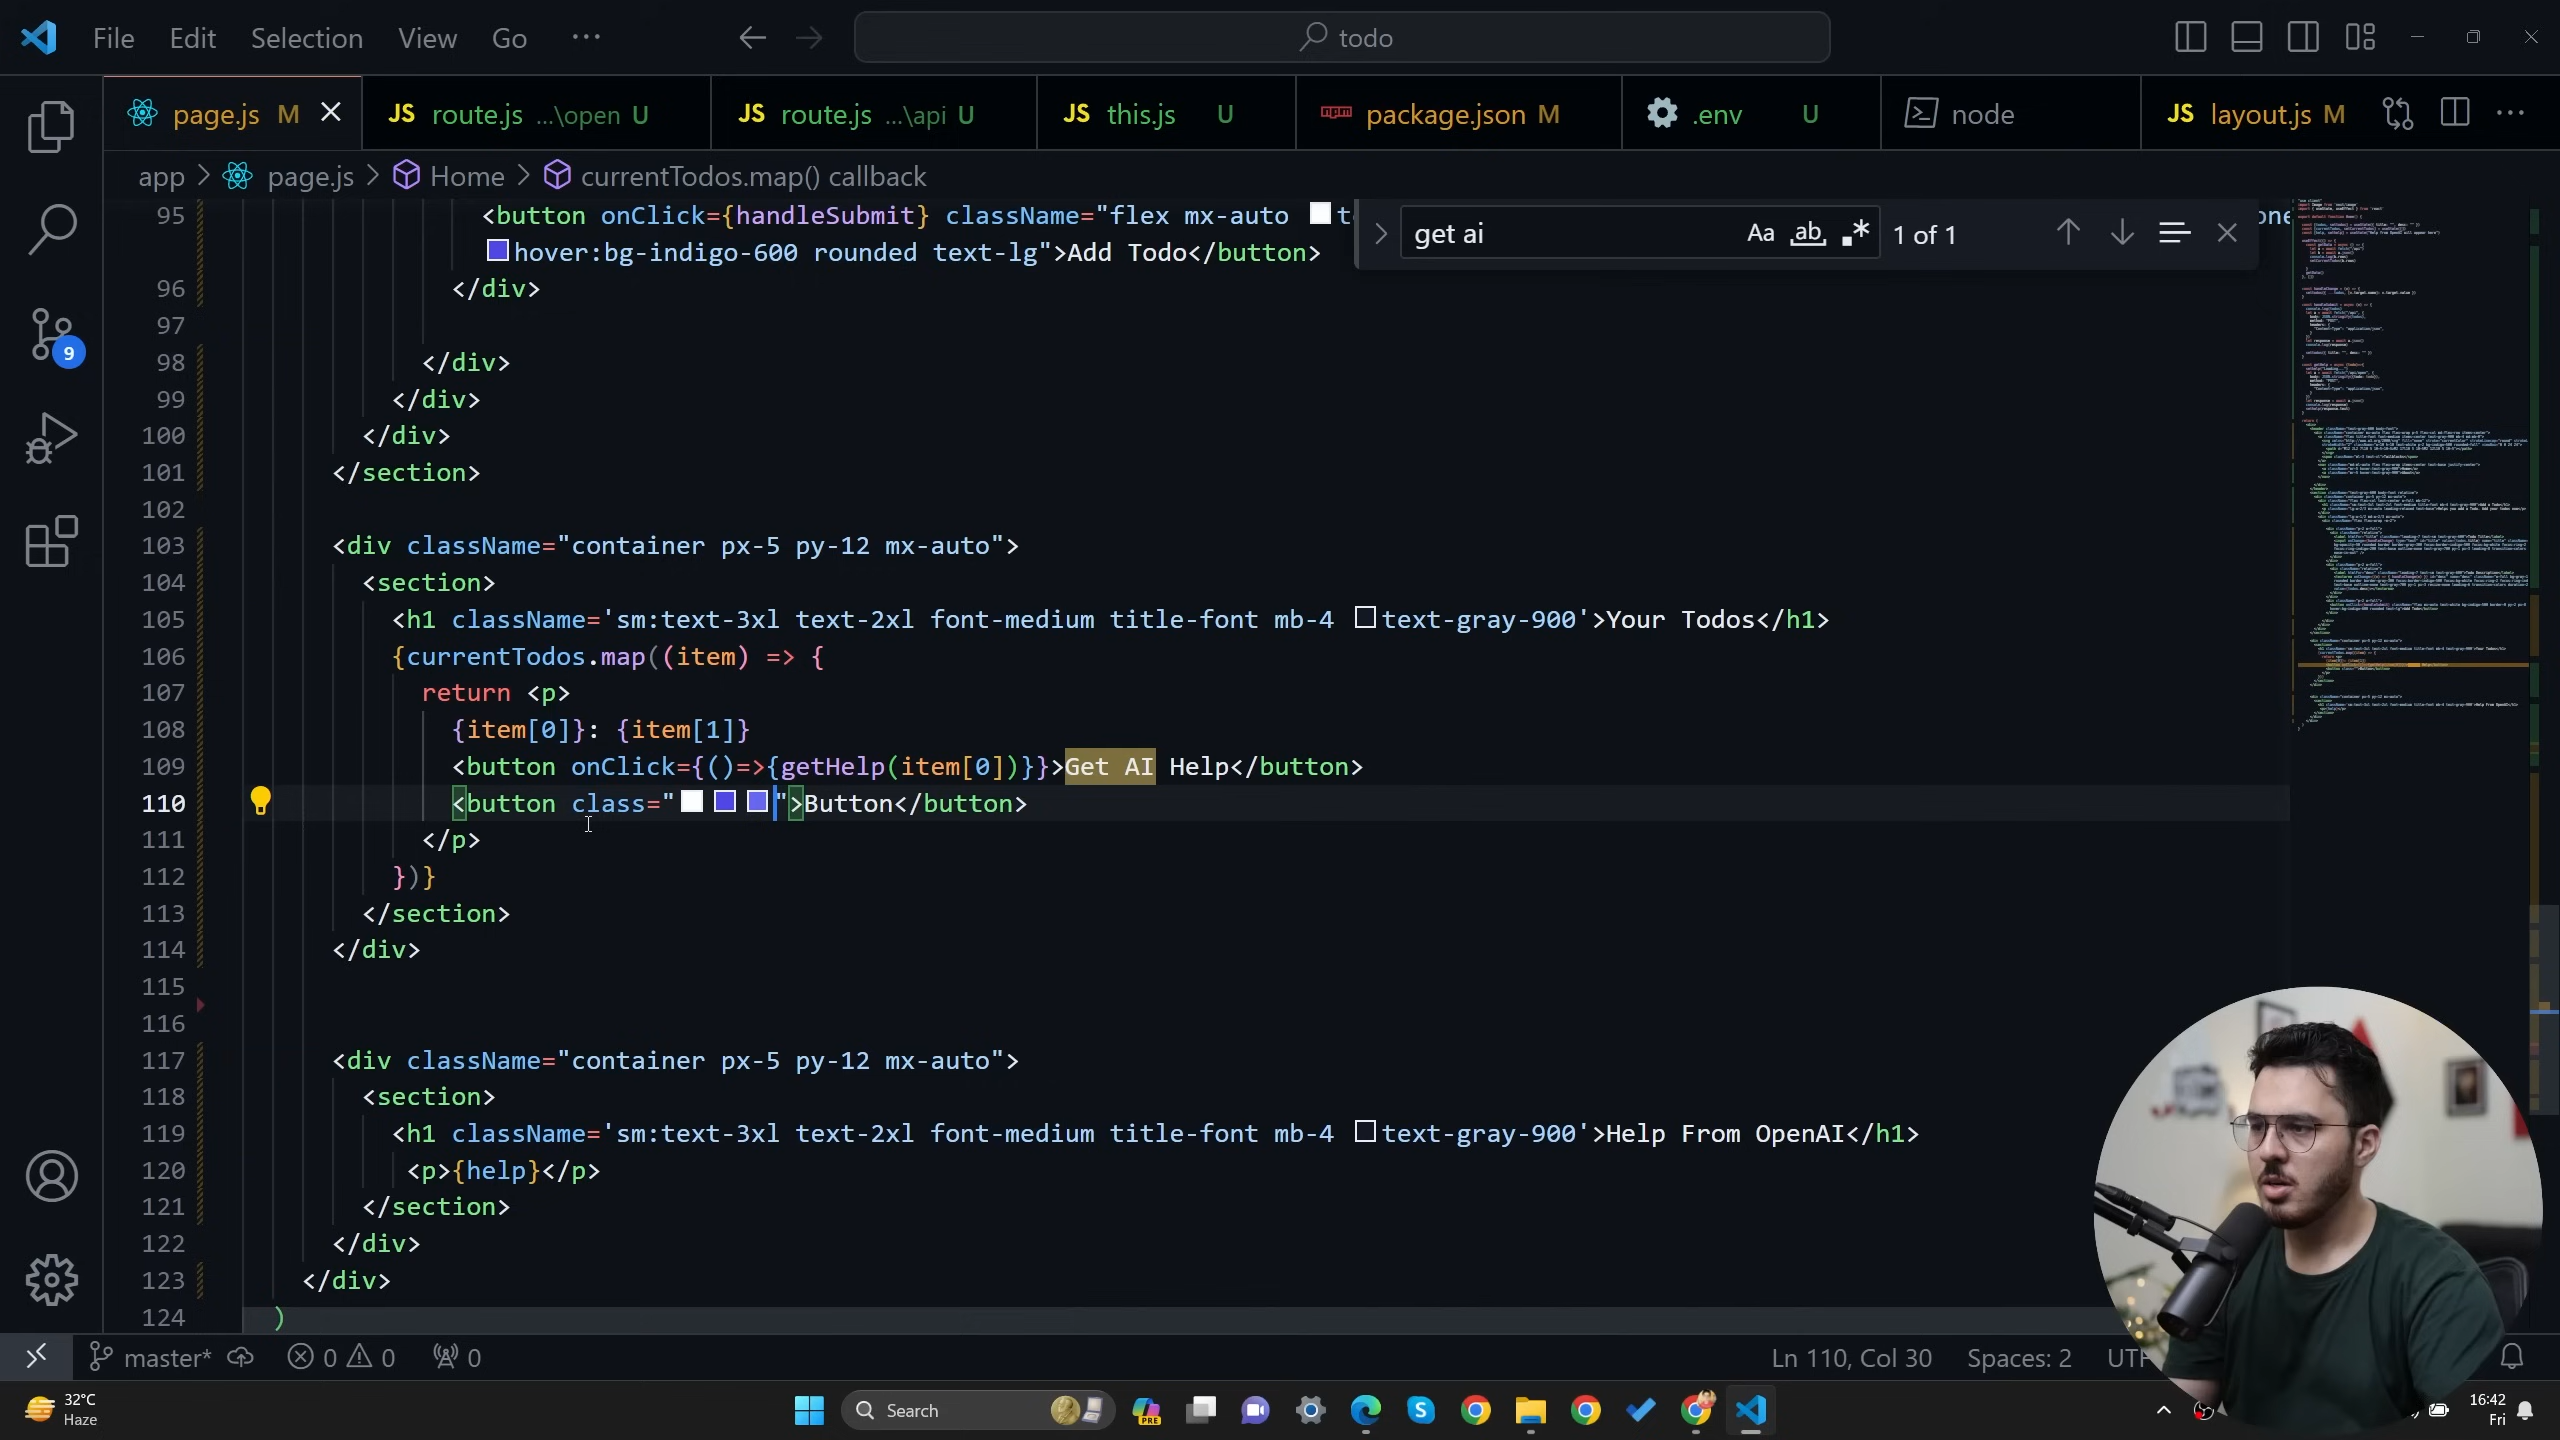 File Edit Selection View Go ··· todo
page.js M JS route.js ...\open U JS route.js ...\api U JS this.js U package.json M .env U node JS layout.js M ···
app > page.js > Home > currentTodos.map() callback
get ai Aa ab .* 1 of 1
95 <button onClick={handleSubmit} className="flex mx-auto
hover:bg-indigo-600 rounded text-lg">Add Todo</button>
96 </div>
97
98 </div>
99 </div>
100 </div>
101 </section>
102
103 <div className="container px-5 py-12 mx-auto">
104 <section>
105 <h1 className='sm:text-3xl text-2xl font-medium title-font mb-4 text-gray-900'>Your Todos</h1>
106 {currentTodos.map((item) => {
107 return <p>
108 {item[0]}: {item[1]}
109 <button onClick={()=>{getHelp(item[0])}}>Get AI Help</button>
110 <button class="">Button</button>
111 </p>
112 })}
113 </section>
114 </div>
115
116
117 <div className="container px-5 py-12 mx-auto">
118 <section>
119 <h1 className='sm:text-3xl text-2xl font-medium title-font mb-4 text-gray-900'>Help From OpenAI</h1>
120 <p>{help}</p>
121 </section>
122 </div>
123 </div>
124 )
9
master* 0 0 0 Ln 110, Col 30 Spaces: 2
32°C
Haze
Search
PRE
16:42
Fri